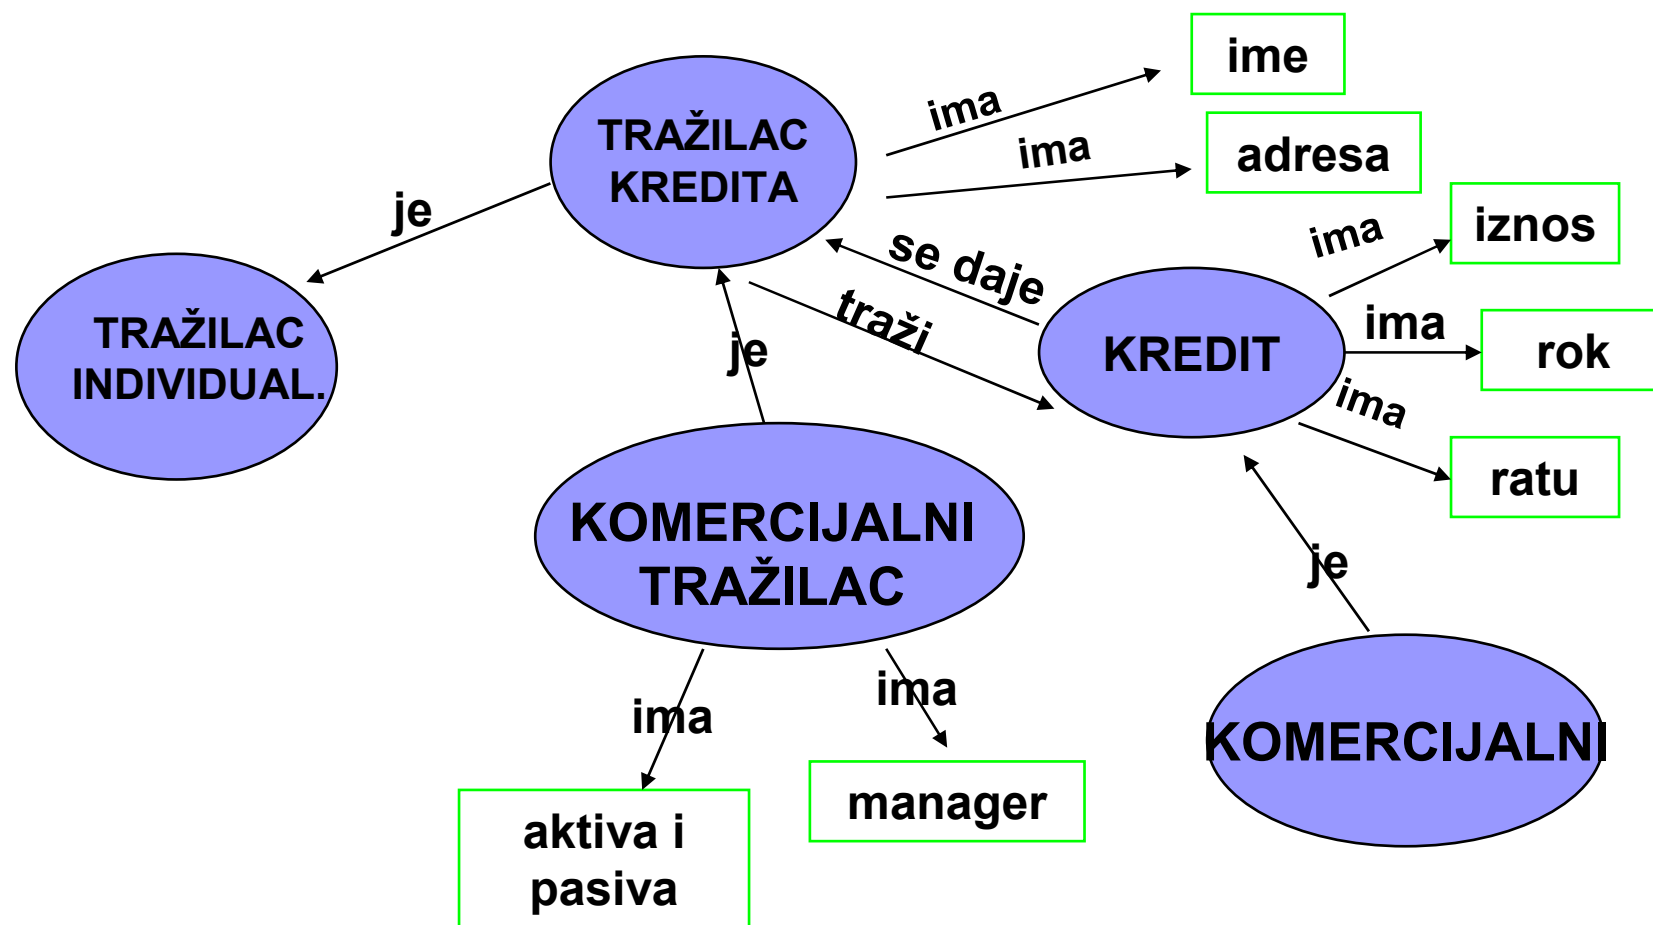 ime
TRAŽILAC
KREDITA
ima
ima
adresa
je
iznos
ima
se daje
traži
TRAŽILAC
INDIVIDUAL.
je
KREDIT
ima
rok
ima
ratu
KOMERCIJALNI
TRAŽILAC
je
ima
ima
KOMERCIJALNI
manager
aktiva i
pasiva